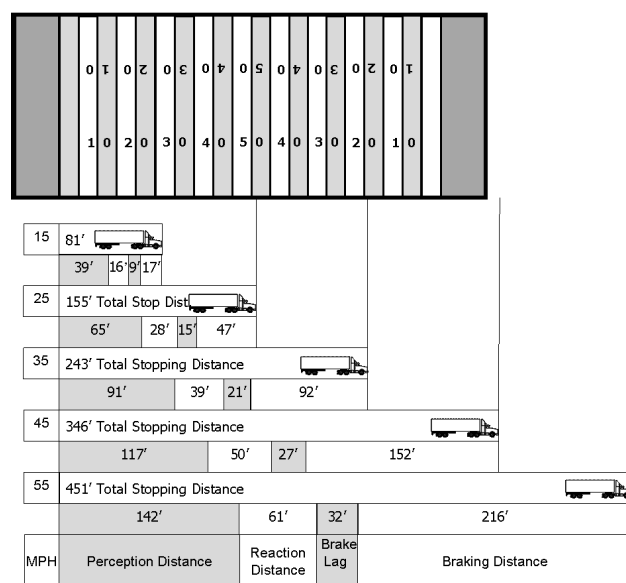 0 1 0 2 0 3 0 4 0 5 0 4 0 3 0 2 0 1
1 0 2 0 3 0 4 0 5 0 4 0 3 0 2 0 1 0
15 81’
39’ 16’ 9’ 17’
25 155’ Total Stop Dist
65’ 28’ 15’ 47’
35 243’ Total Stopping Distance
91’ 39’ 21’ 92’
45 346’ Total Stopping Distance
117’ 50’ 27’ 152’
55 451’ Total Stopping Distance
142’ 61’ 32’ 216’
MPH Perception Distance Reaction Distance Brake Lag Braking Distance